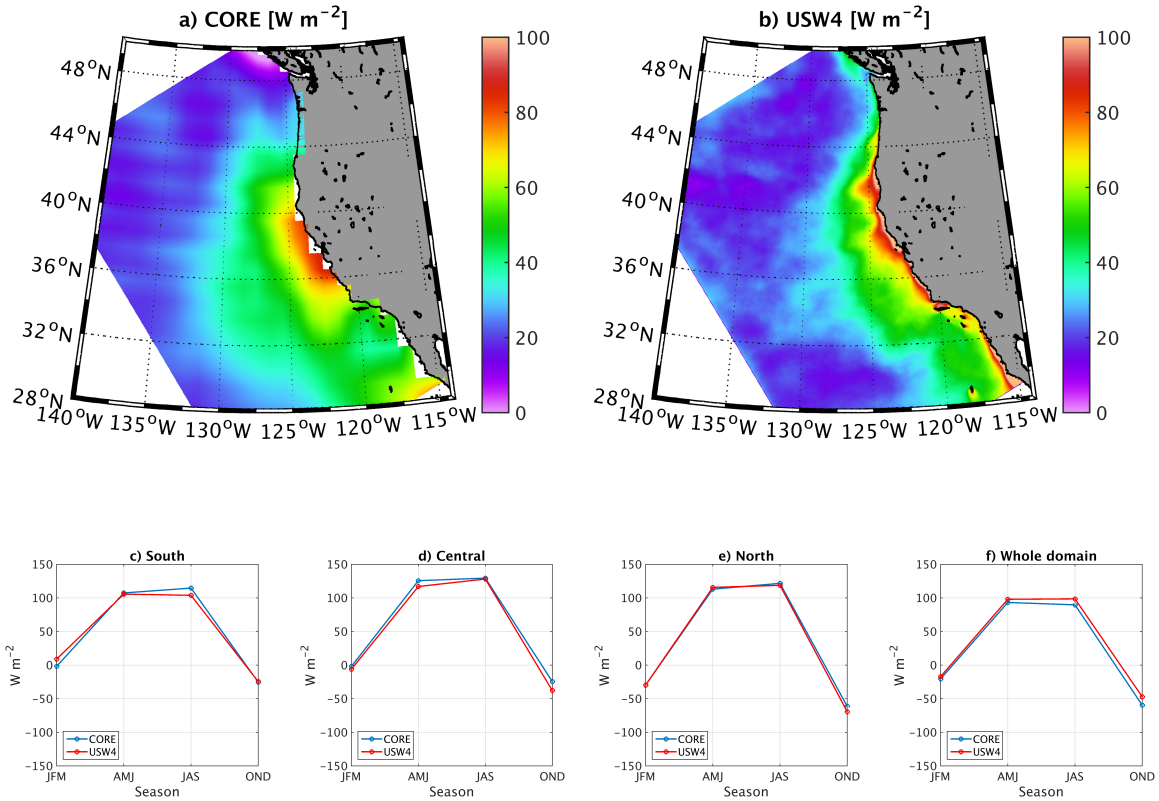 a) CORE [W m⁻²]
b) USW4 [W m⁻²]
48°N
44°N
40°N
36°N
32°N
28°N
140°W
135°W
130°W
125°W
120°W
115°W
100
80
60
40
20
0
48°N
44°N
40°N
36°N
32°N
28°N
140°W
135°W
130°W
125°W
120°W
115°W
100
80
60
40
20
0
c) South
150
100
50
0
−50
−100
−150
W m⁻²
CORE
USW4
JFM AMJ JAS OND
Season
d) Central
150
100
50
0
−50
−100
−150
W m⁻²
CORE
USW4
JFM AMJ JAS OND
Season
e) North
150
100
50
0
−50
−100
−150
W m⁻²
CORE
USW4
JFM AMJ JAS OND
Season
f) Whole domain
150
100
50
0
−50
−100
−150
W m⁻²
CORE
USW4
JFM AMJ JAS OND
Season